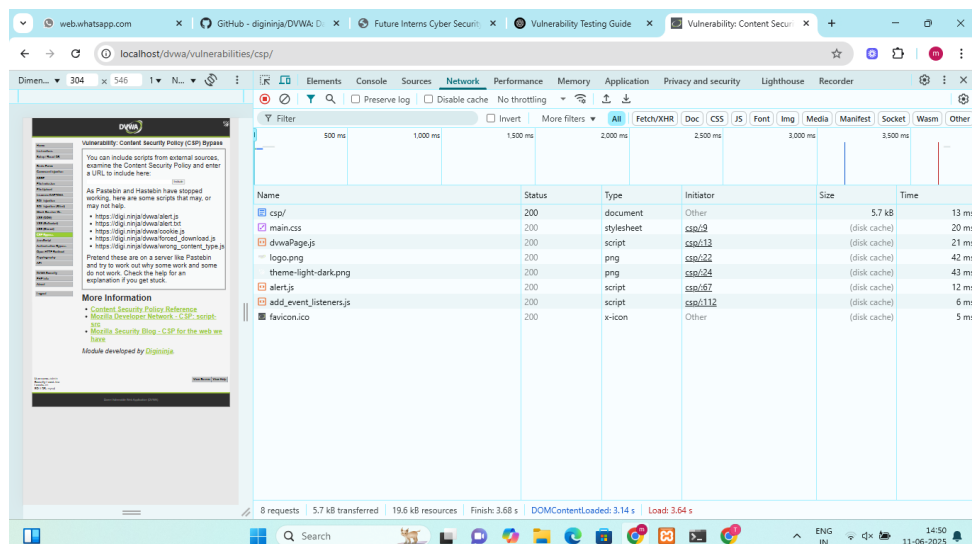 web.whatsapp.com
GitHub - digininja/DVWA: D
Future Interns Cyber Security
Vulnerability Testing Guide
Vulnerability: Content Securi
localhost/dvwa/vulnerabilities/csp/
m
Dimen... 304 x 546 1 N...
Elements Console Sources Network Performance Memory Application Privacy and security Lighthouse Recorder
Preserve log Disable cache No throttling
Filter Invert More filters All Fetch/XHR Doc CSS JS Font Img Media Manifest Socket Wasm Other
500 ms 1,000 ms 1,500 ms 2,000 ms 2,500 ms 3,000 ms 3,500 ms
Name Status Type Initiator Size Time
csp/ 200 document Other 5.7 kB 13 ms
main.css 200 stylesheet csp/:9 (disk cache) 20 ms
dvwaPage.js 200 script csp/:13 (disk cache) 21 ms
logo.png 200 png csp/:22 (disk cache) 42 ms
theme-light-dark.png 200 png csp/:24 (disk cache) 43 ms
alert.js 200 script csp/:67 (disk cache) 12 ms
add_event_listeners.js 200 script csp/:112 (disk cache) 6 ms
favicon.ico 200 x-icon Other (disk cache) 5 ms
8 requests 5.7 kB transferred 19.6 kB resources Finish: 3.68 s DOMContentLoaded: 3.14 s Load: 3.64 s
DVWA
Vulnerability: Content Security Policy (CSP) Bypass
You can include scripts from external sources,
examine the Content Security Policy and enter
a URL to include here:
As Pastebin and Hastebin have stopped
working, here are some scripts that may, or
may not help.
• https://digi.ninja/dvwa/alert.js
• https://digi.ninja/dvwa/alert.txt
• https://digi.ninja/dvwa/cookie.js
• https://digi.ninja/dvwa/forced_download.js
• https://digi.ninja/dvwa/wrong_content_type.js
Pretend these are on a server like Pastebin
and try to work out why some work and some
do not work. Check the help for an
explanation if you get stuck.
More Information
• Content Security Policy Reference
• Mozilla Developer Network - CSP: script-
src
• Mozilla Security Blog - CSP for the web we
have
Module developed by Digininja.
Search
ENG
IN
14:50
11-06-2025